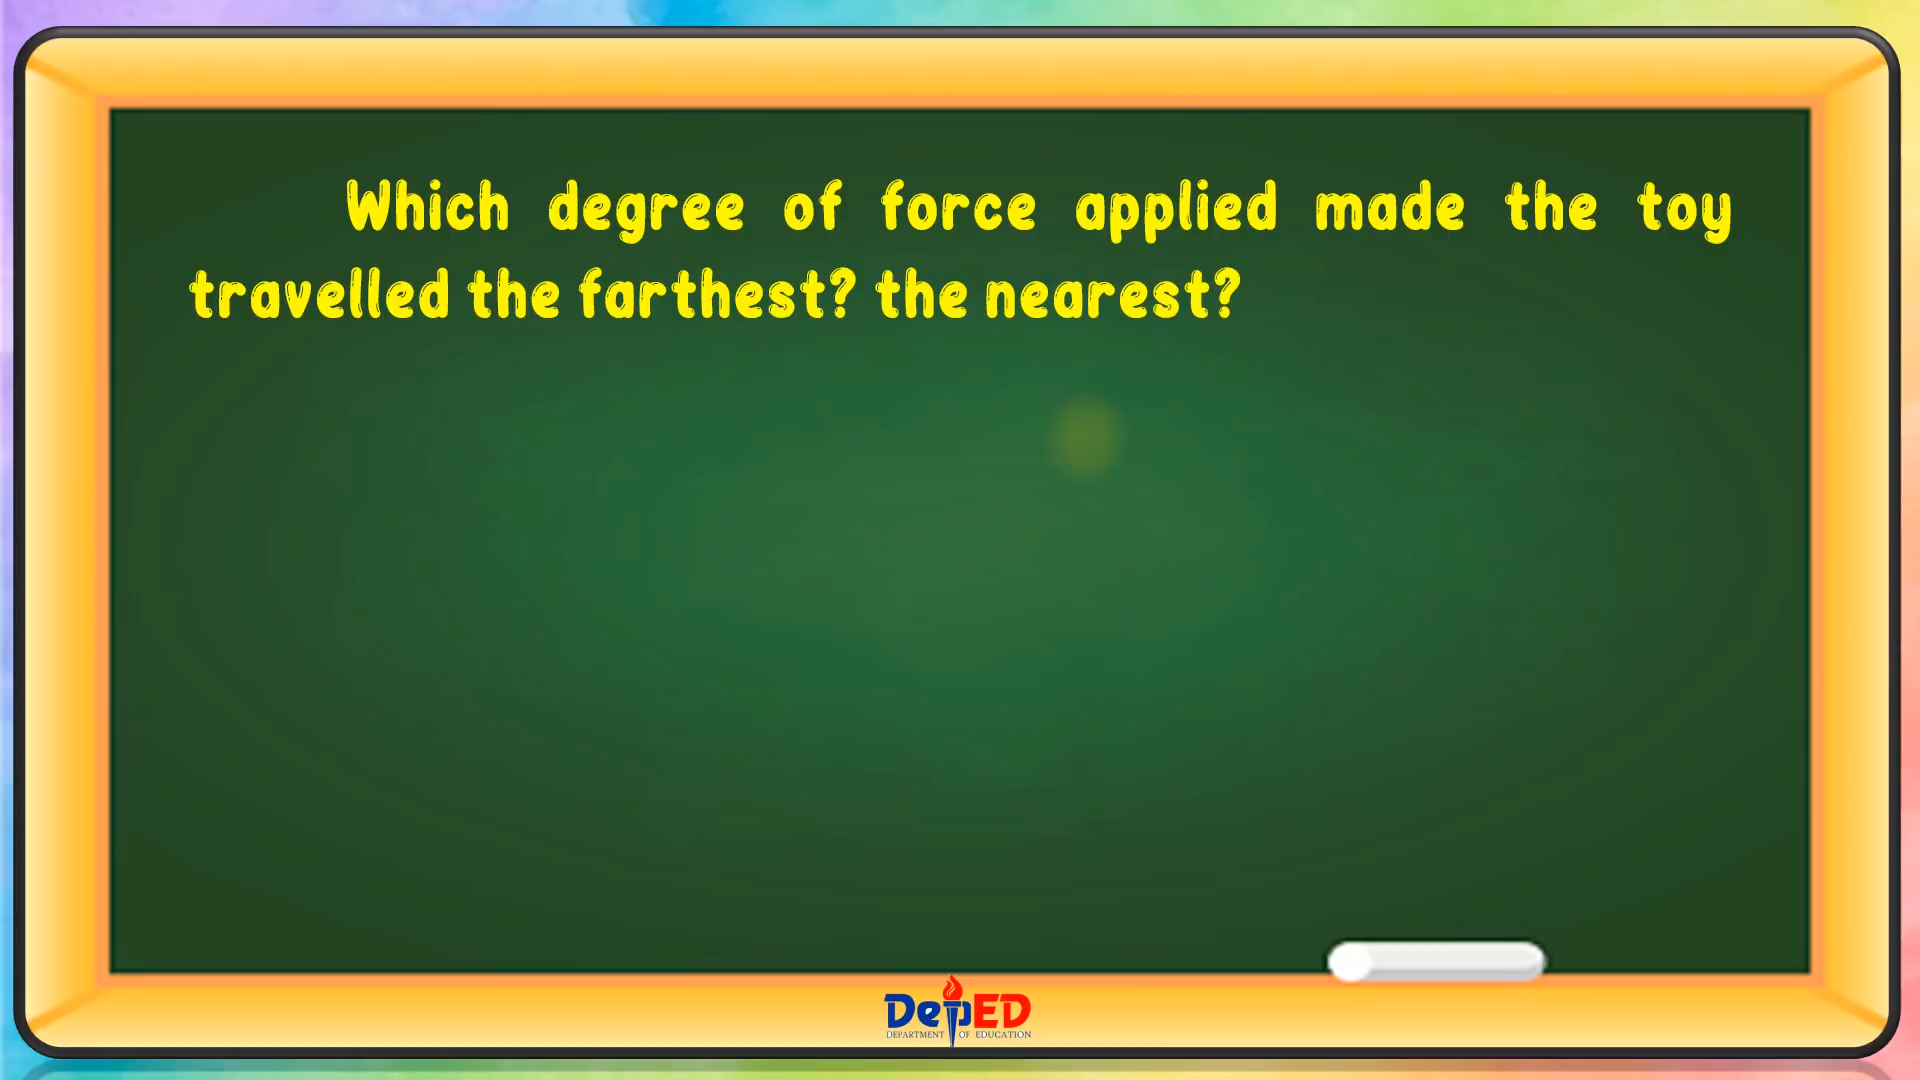 Which degree of force applied made the toy
travelled the farthest? the nearest?
DepED
DEPARTMENT OF EDUCATION